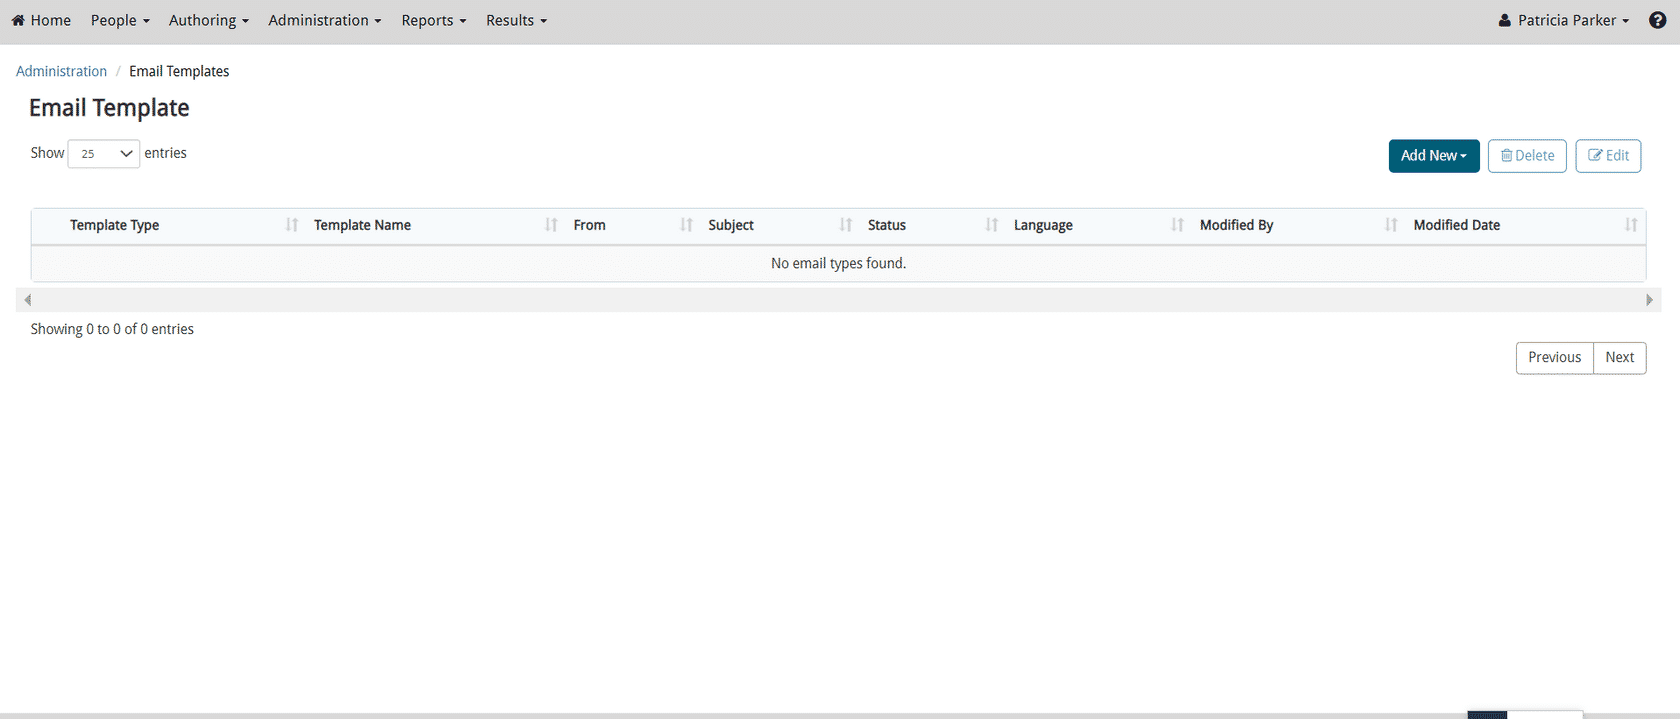 Home People Authoring Administration Reports Results Patricia Parker ?
Administration / Email Templates
Email Template
Show 25 entries Add New Delete Edit
Template Type Template Name From Subject Status Language Modified By Modified Date
No email types found.
Showing 0 to 0 of 0 entries
Previous Next